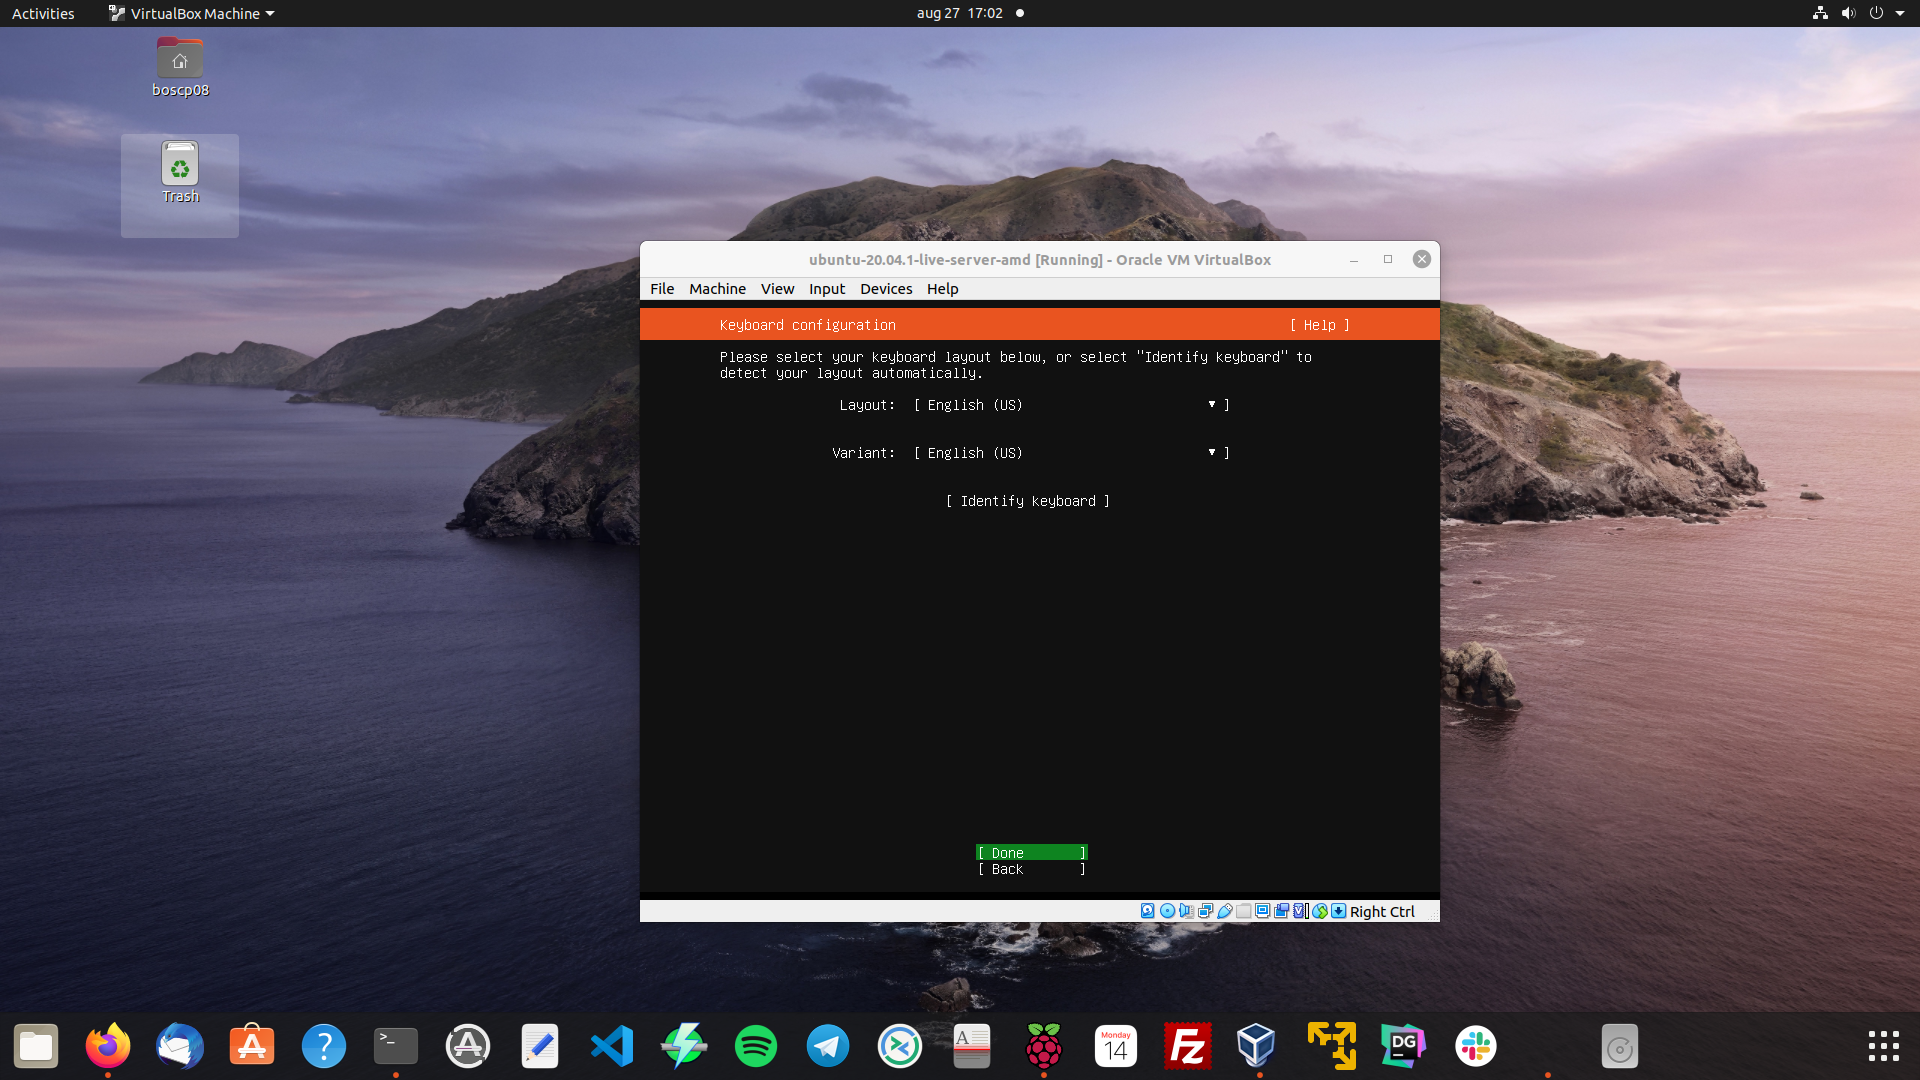 Activities
VirtualBox Machine
aug 27 17:02
boscp08
Trash
ubuntu-20.04.1-live-server-amd [Running] - Oracle VM VirtualBox
File Machine View Input Devices Help
Keyboard configuration [ Help ]
Please select your keyboard layout below, or select "Identify keyboard" to
detect your layout automatically.
Layout: [ English (US) ▾ ]
Variant: [ English (US) ▾ ]
[ Identify keyboard ]
[ Done ]
[ Back ]
Right Ctrl
>_
?
A
Monday
14
Fz
DG